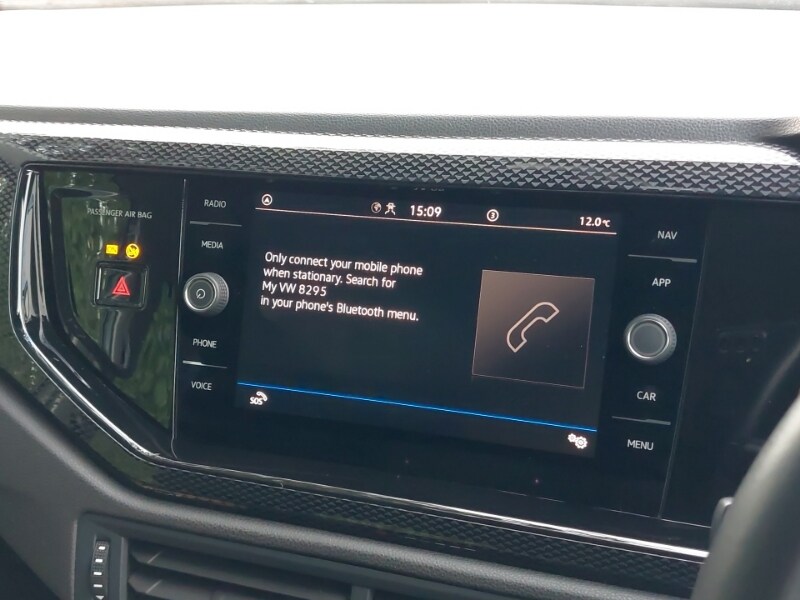 PASSENGER AIR BAG
RADIO
MEDIA
PHONE
VOICE
15:09
3
12.0°C
Only connect your mobile phone
when stationary. Search for
My VW 8295
in your phone's Bluetooth menu.
SOS
NAV
APP
CAR
MENU